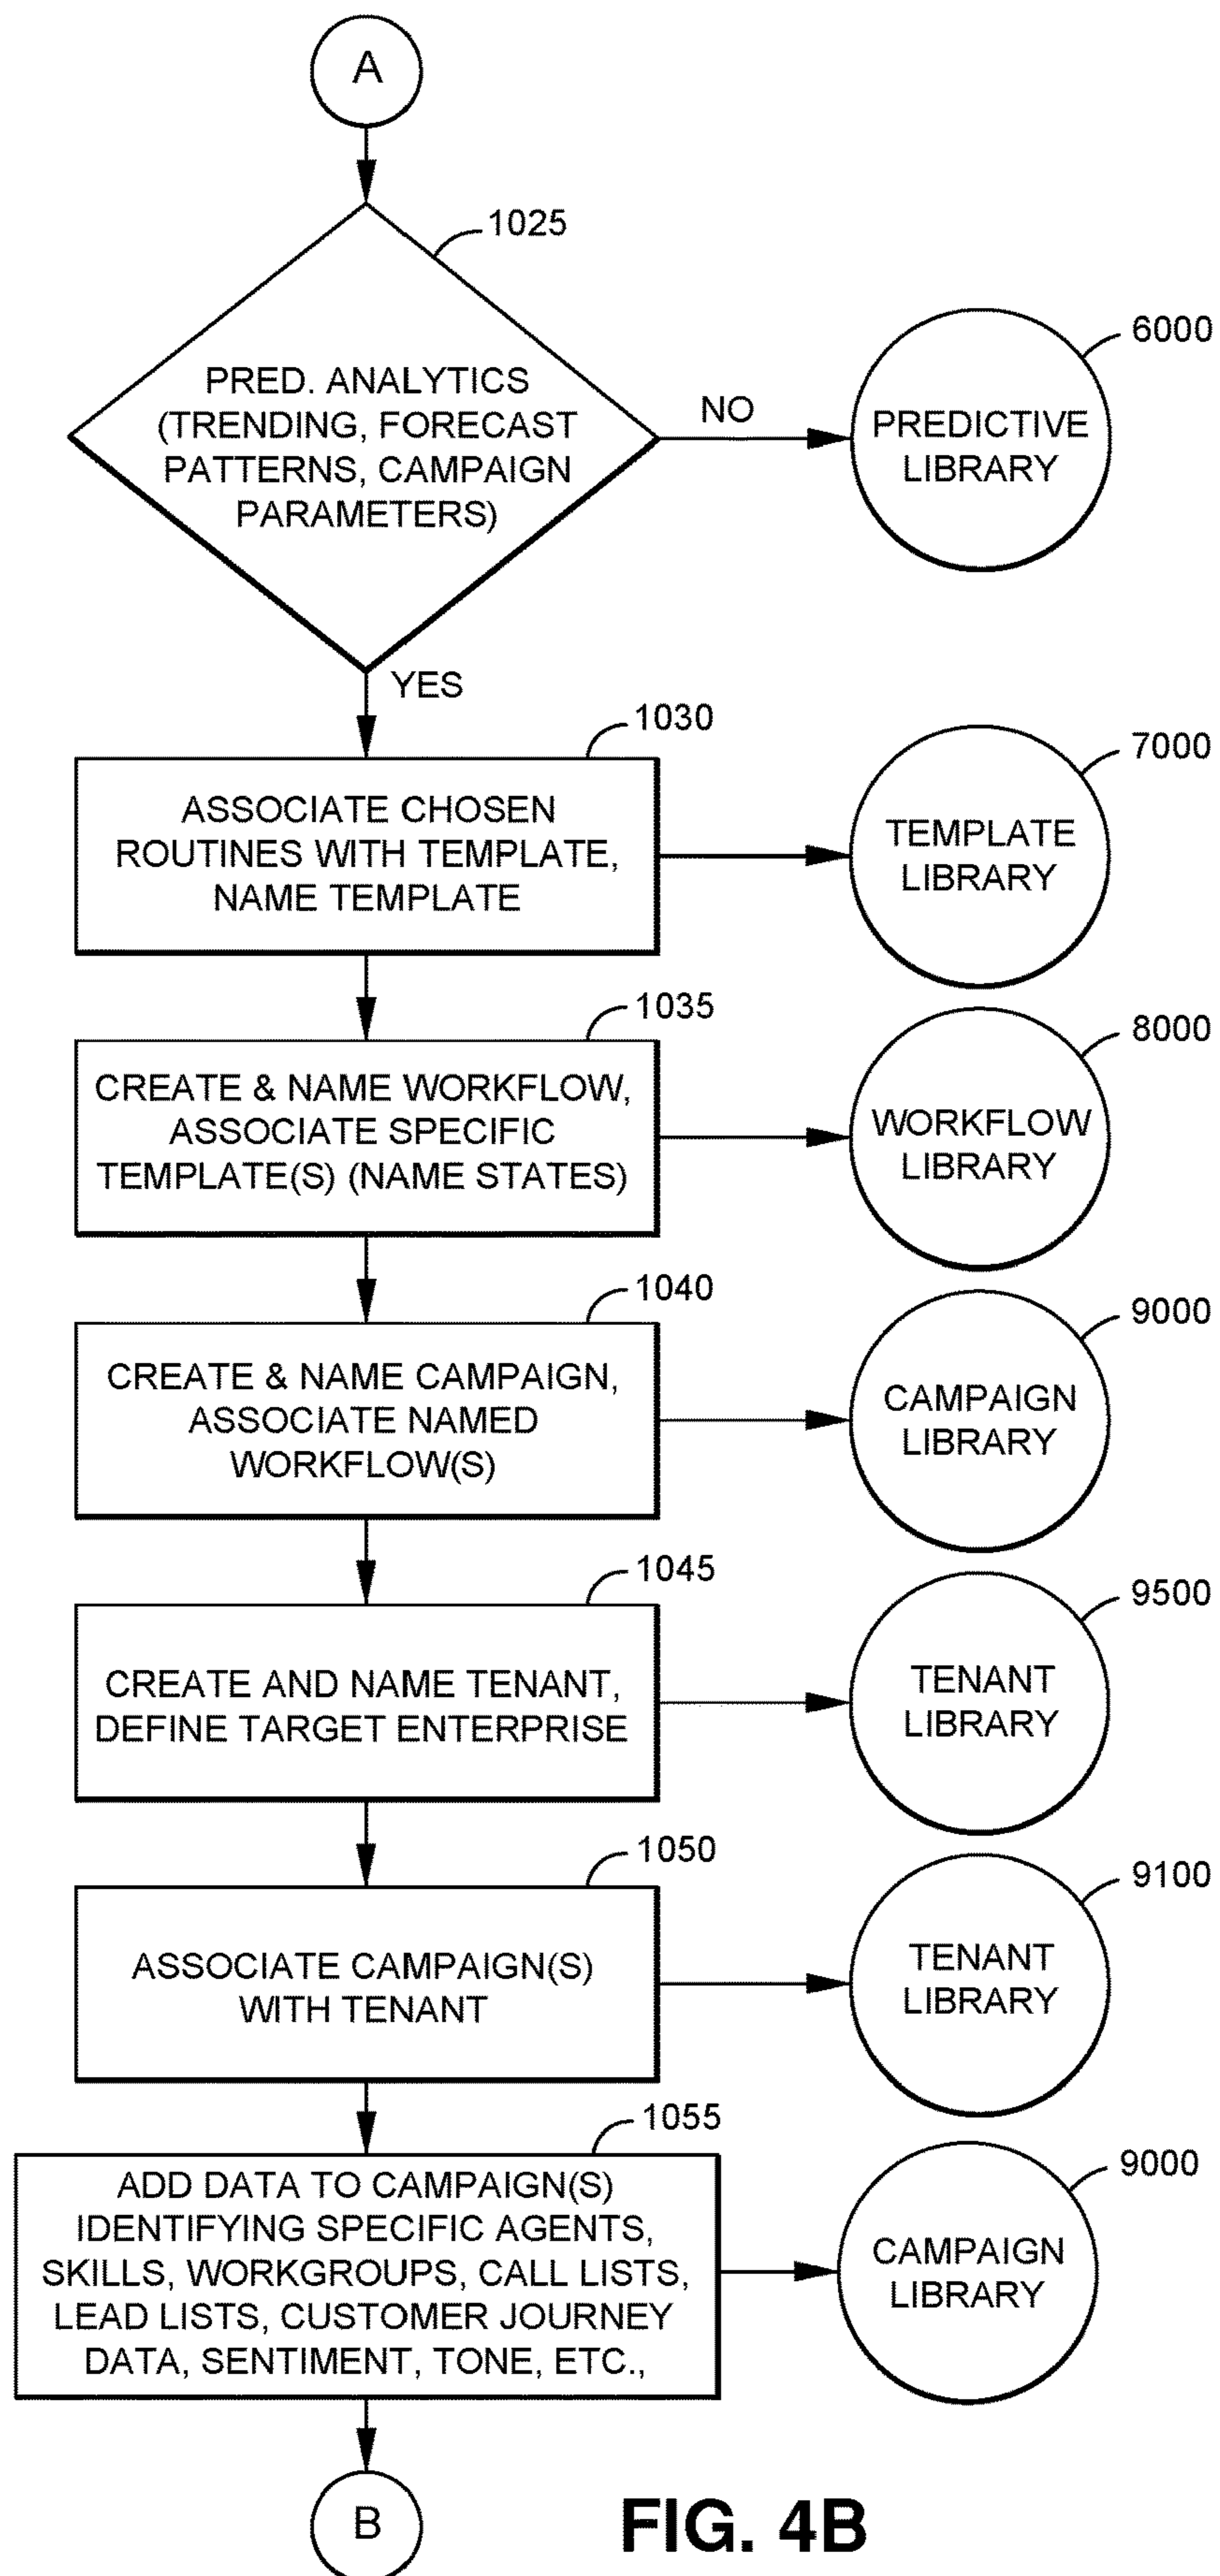 A
1025
PRED. ANALYTICS
(TRENDING, FORECAST
PATTERNS, CAMPAIGN
PARAMETERS)
NO
6000
PREDICTIVE
LIBRARY
YES
1030
ASSOCIATE CHOSEN
ROUTINES WITH TEMPLATE,
NAME TEMPLATE
7000
TEMPLATE
LIBRARY
1035
CREATE & NAME WORKFLOW,
ASSOCIATE SPECIFIC
TEMPLATE(S) (NAME STATES)
8000
WORKFLOW
LIBRARY
1040
CREATE & NAME CAMPAIGN,
ASSOCIATE NAMED
WORKFLOW(S)
9000
CAMPAIGN
LIBRARY
1045
CREATE AND NAME TENANT,
DEFINE TARGET ENTERPRISE
9500
TENANT
LIBRARY
1050
ASSOCIATE CAMPAIGN(S)
WITH TENANT
9100
TENANT
LIBRARY
1055
ADD DATA TO CAMPAIGN(S)
IDENTIFYING SPECIFIC AGENTS,
SKILLS, WORKGROUPS, CALL LISTS,
LEAD LISTS, CUSTOMER JOURNEY
DATA, SENTIMENT, TONE, ETC.,
9000
CAMPAIGN
LIBRARY
B
FIG. 4B